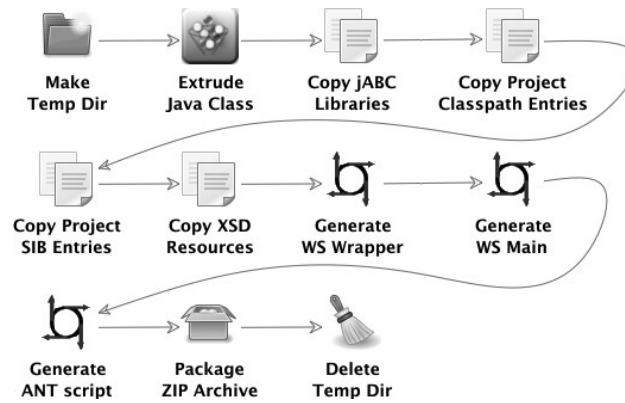 Make
Temp Dir
Extrude
Java Class
Copy jABC
Libraries
Copy Project
Classpath Entries
Copy Project
SIB Entries
Copy XSD
Resources
Generate
WS Wrapper
Generate
WS Main
Generate
ANT script
Package
ZIP Archive
Delete
Temp Dir